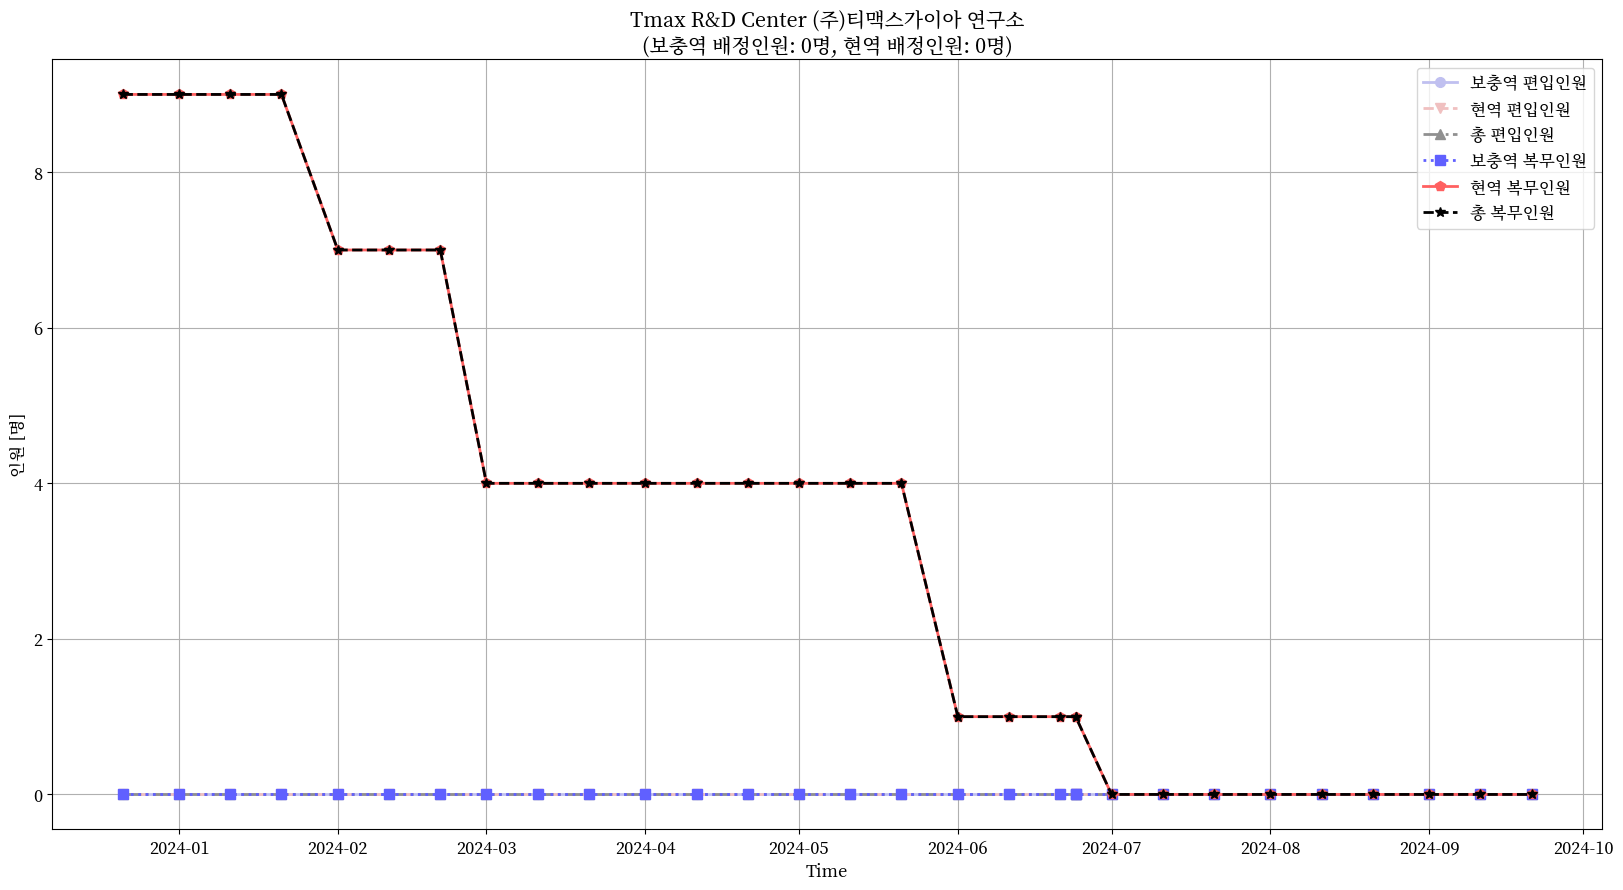 Tmax R&D Center (주)티맥스가이아 연구소
(보충역 배정인원: 0명, 현역 배정인원: 0명)
보충역 편입인원
현역 편입인원
총 편입인원
보충역 복무인원
현역 복무인원
총 복무인원
인원 [명]
8
6
4
2
0
2024-01 2024-02 2024-03 2024-04 2024-05 2024-06 2024-07 2024-08 2024-09 2024-10
Time